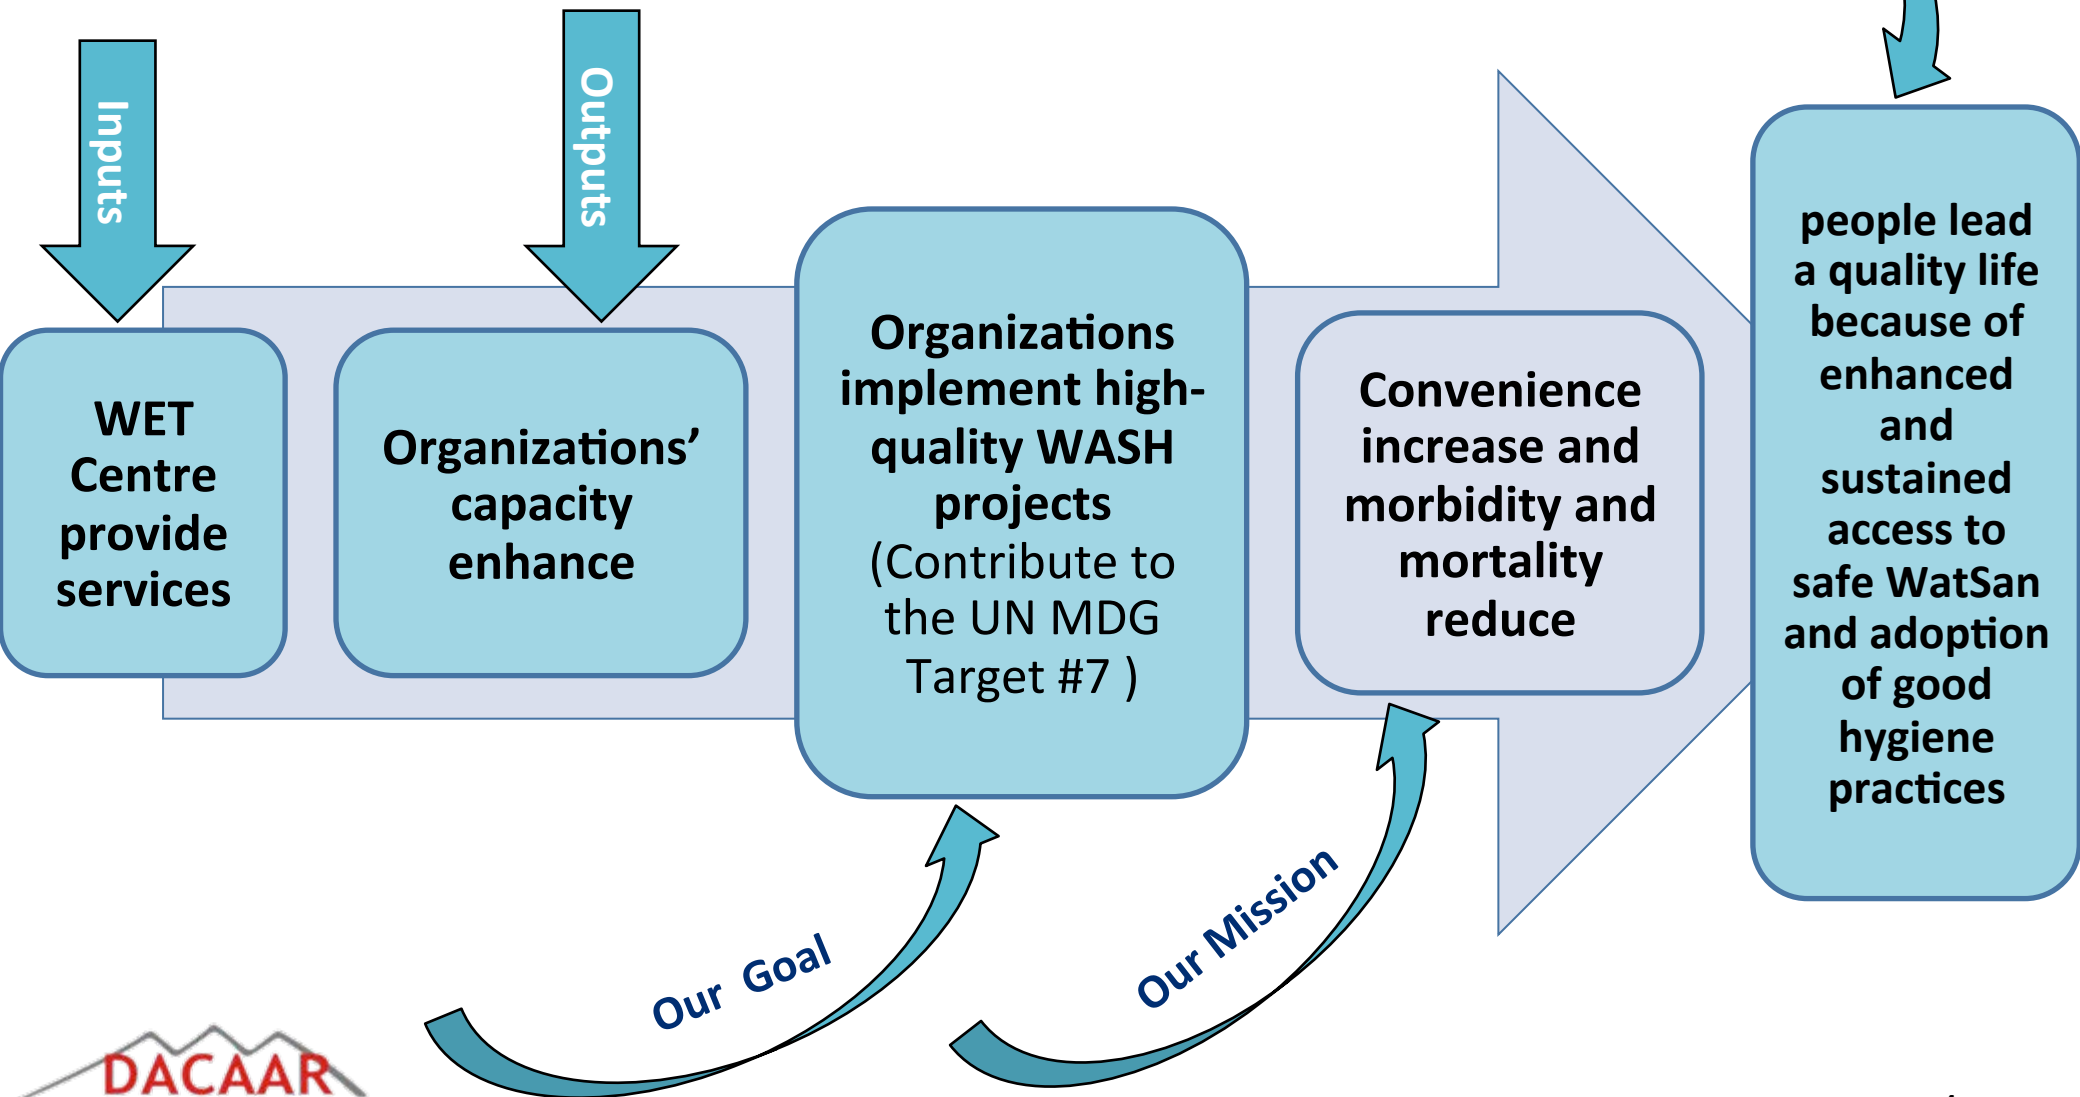 Inputs
Outputs
WET
Centre
provide
services
Organizations’
capacity
enhance
Organizations
implement high-
quality WASH
projects
(Contribute to
the UN MDG
Target #7 )
Convenience
increase and
morbidity and
mortality
reduce
people lead
a quality life
because of
enhanced
and
sustained
access to
safe WatSan
and adoption
of good
hygiene
practices
Our Goal
Our Mission
DACAAR